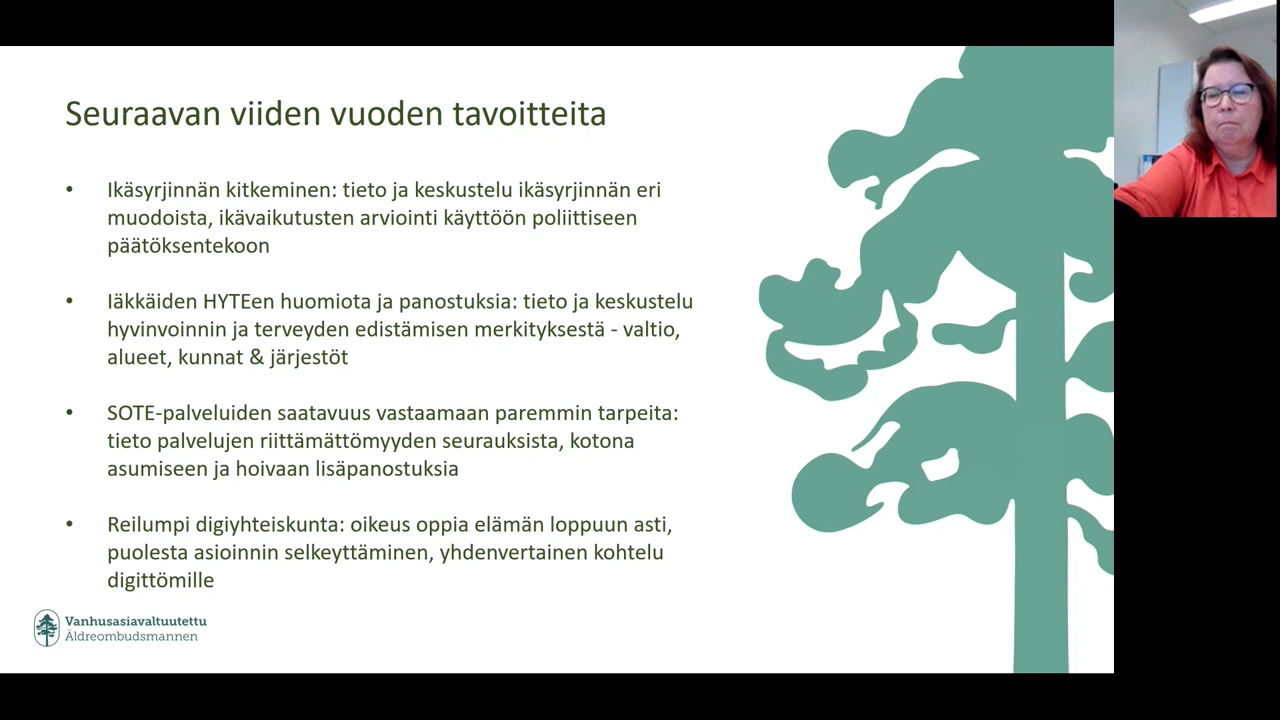 Seuraavan viiden vuoden tavoitteita
• Ikäsyrjinnän kitkeminen: tieto ja keskustelu ikäsyrjinnän eri
muodoista, ikävaikutusten arviointi käyttöön poliittiseen
päätöksentekoon
• Iäkkäiden HYTEen huomiota ja panostuksia: tieto ja keskustelu
hyvinvoinnin ja terveyden edistämisen merkityksestä - valtio,
alueet, kunnat & järjestöt
• SOTE-palveluiden saatavuus vastaamaan paremmin tarpeita:
tieto palvelujen riittämättömyyden seurauksista, kotona
asumiseen ja hoivaan lisäpanostuksia
• Reilumpi digiyhteiskunta: oikeus oppia elämän loppuun asti,
puolesta asioinnin selkeyttäminen, yhdenvertainen kohtelu
digittömille
Vanhusasiavaltuutettu
Äldreombudsmannen